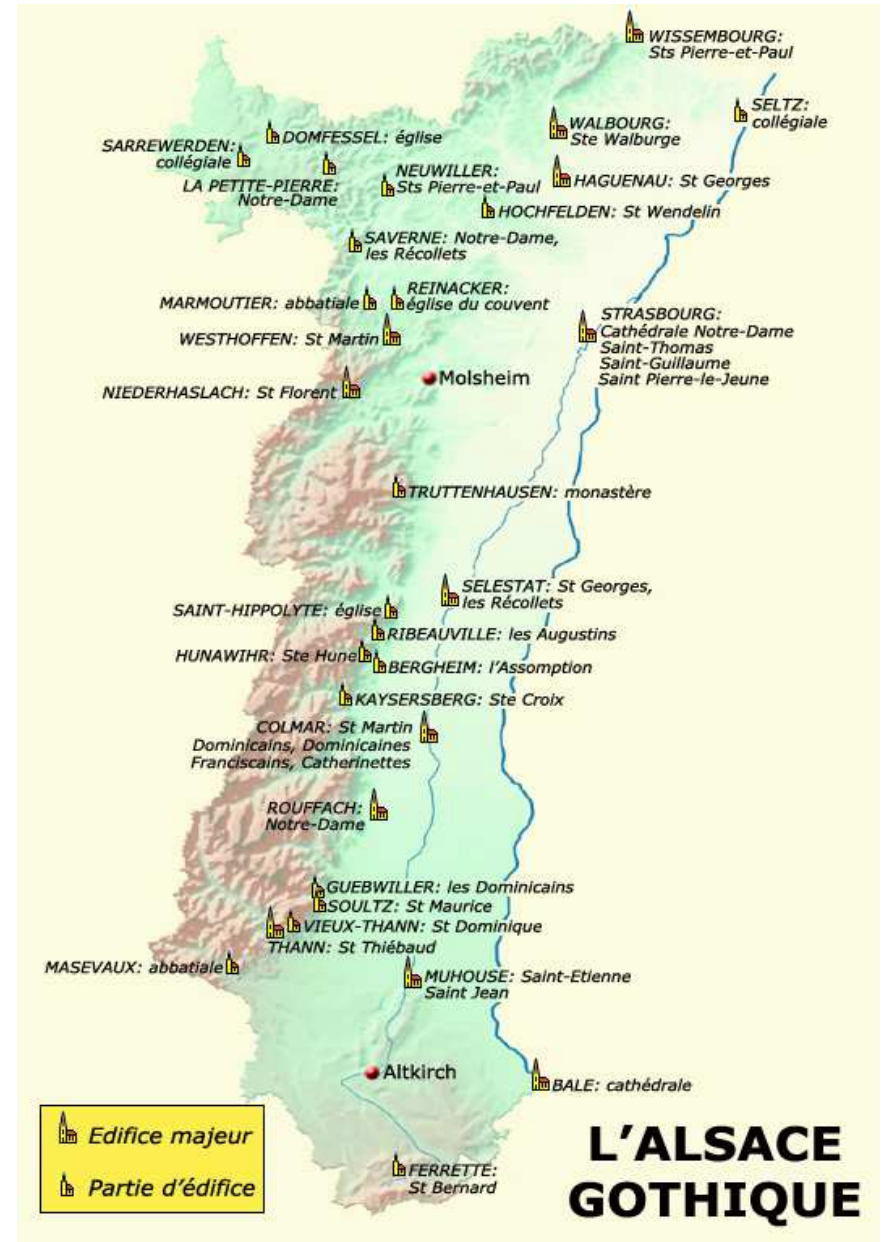 WISSEMBOURG:
Sts Pierre-et-Paul
SELTZ:
collégiale
WALBOURG:
Ste Walburge
DOMFESSEL: église
SARREWERDEN:
collégiale
LA PETITE-PIERRE:
Notre-Dame
NEUWILLER:
Sts Pierre-et-Paul
HAGUENAU: St Georges
HOCHFELDEN: St Wendelin
SAVERNE: Notre-Dame,
les Récollets
MARMOUTIER: abbatiale
REINACKER:
église du couvent
WESTHOFFEN: St Martin
STRASBOURG:
Cathédrale Notre-Dame
Saint-Thomas
Saint-Guillaume
Saint Pierre-le-Jeune
Molsheim
NIEDERHASLACH: St Florent
TRUTTENHAUSEN: monastère
SELESTAT: St Georges,
les Récollets
SAINT-HIPPOLYTE: église
RIBEAUVILLE: les Augustins
HUNAWIHR: Ste Hune
BERGHEIM: l'Assomption
KAYSERSBERG: Ste Croix
COLMAR: St Martin
Dominicains, Dominicaines
Franciscains, Catherinettes
ROUFFACH:
Notre-Dame
GUEBWILLER: les Dominicains
SOULTZ: St Maurice
VIEUX-THANN: St Dominique
THANN: St Thiébaud
MASEVAUX: abbatiale
MUHOUSE: Saint-Etienne
Saint Jean
Altkirch
BALE: cathédrale
FERRETTE:
St Bernard
Edifice majeur
Partie d'édifice
L'ALSACE
GOTHIQUE